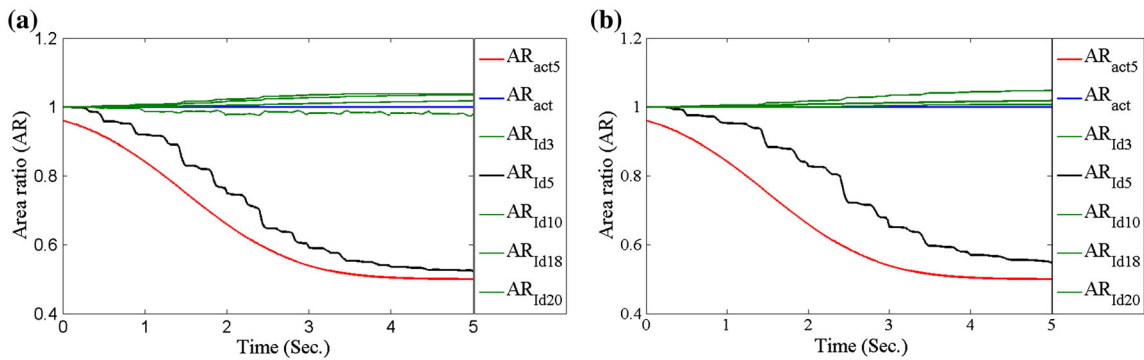 (a)
1.2
1
0.8
0.6
0.4
Area ratio (AR)
0 1 2 3 4 5
Time (Sec.)
AR_act5
AR_act
AR_Id3
AR_Id5
AR_Id10
AR_Id18
AR_Id20
(b)
1.2
1
0.8
0.6
0.4
Area ratio (AR)
0 1 2 3 4 5
Time (Sec.)
AR_act5
AR_act
AR_Id3
AR_Id5
AR_Id10
AR_Id18
AR_Id20